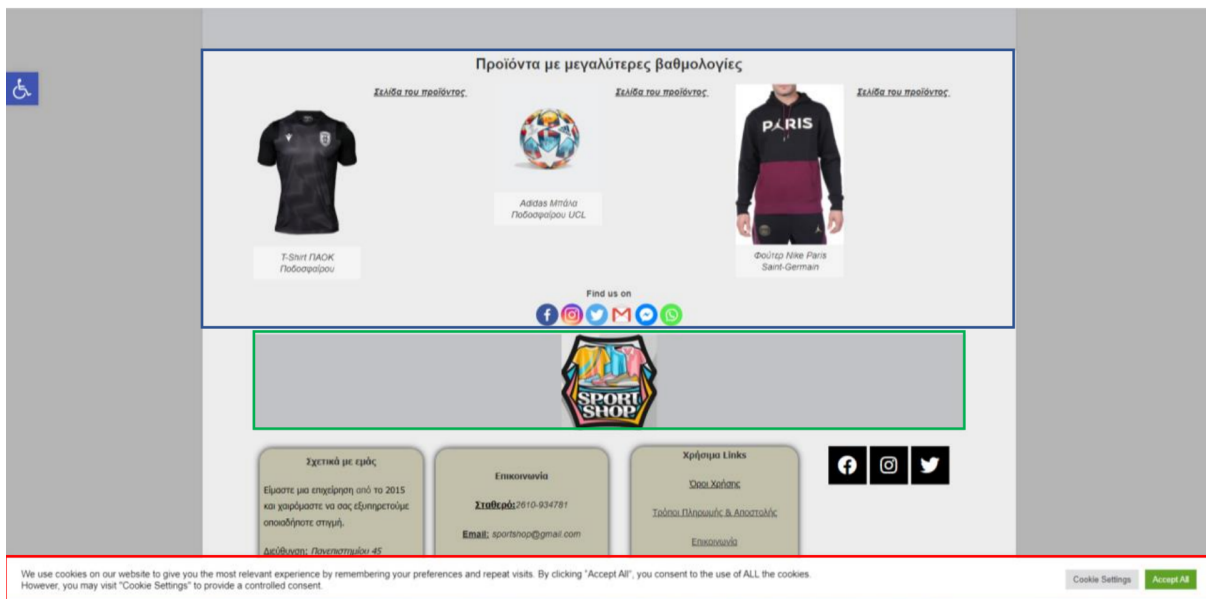 Προϊόντα με μεγαλύτερες βαθμολογίες
Σελίδα του προϊόντος
Σελίδα του προϊόντος
Σελίδα του προϊόντος
PARIS
T-Shirt ΠΑΟΚ
Ποδοσφαίρου
Adidas Μπάλα
Ποδοσφαίρου UCL
Φούτερ Nike Paris
Saint-Germain
Find us on
SPORT
SHOP
Σχετικά με εμάς
Είμαστε μια επιχείρηση από το 2015
και χαιρόμαστε να σας εξυπηρετούμε
οποιαδήποτε στιγμή.
Διεύθυνση: Πανεπιστημίου 45
Επικοινωνία
Σταθερό:2610-934781
Email: sportshop@gmail.com
Χρήσιμα Links
Όροι Χρήσης
Τρόποι Πληρωμής & Αποστολής
Επικοινωνία
We use cookies on our website to give you the most relevant experience by remembering your preferences and repeat visits. By clicking "Accept All", you consent to the use of ALL the cookies.
However, you may visit "Cookie Settings" to provide a controlled consent.
Cookie Settings
Accept All